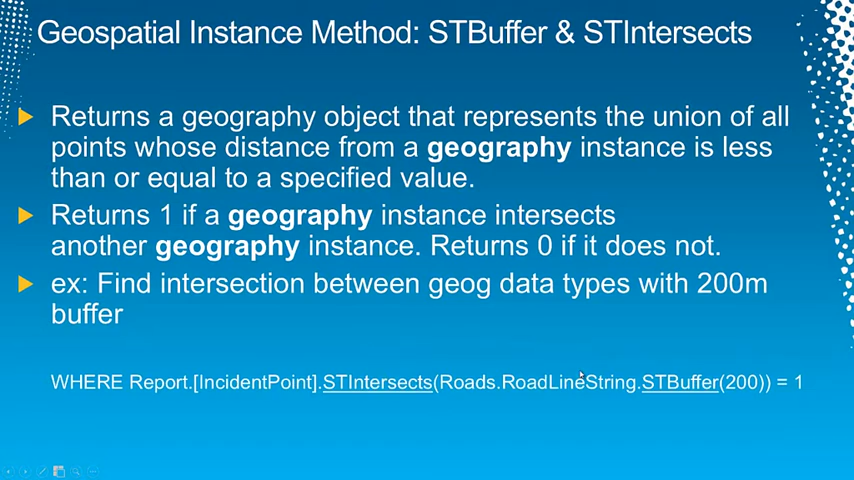 Geospatial Instance Method: STBuffer & STIntersects
Returns a geography object that represents the union of all
points whose distance from a geography instance is less
than or equal to a specified value.
Returns 1 if a geography instance intersects
another geography instance. Returns 0 if it does not.
ex: Find intersection between geog data types with 200m
buffer
WHERE Report.[IncidentPoint].STIntersects(Roads.RoadLineString.STBuffer(200)) = 1